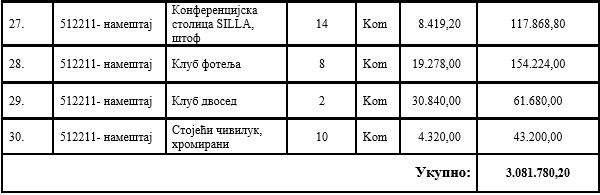 Конференцијска
27. 512211- намештај столица SILLA, 14 Kom 8.419,20 117.868,80
штоф
28. 512211- намештај Клуб фотеља 8 Kom 19.278,00 154.224,00
29. 512211- намештај Клуб двосед 2 Kom 30.840,00 61.680,00
30. 512211- намештај Стојећи чивилук, 10 Kom 4.320,00 43.200,00
хромирани
Укупно: 3.081.780,20